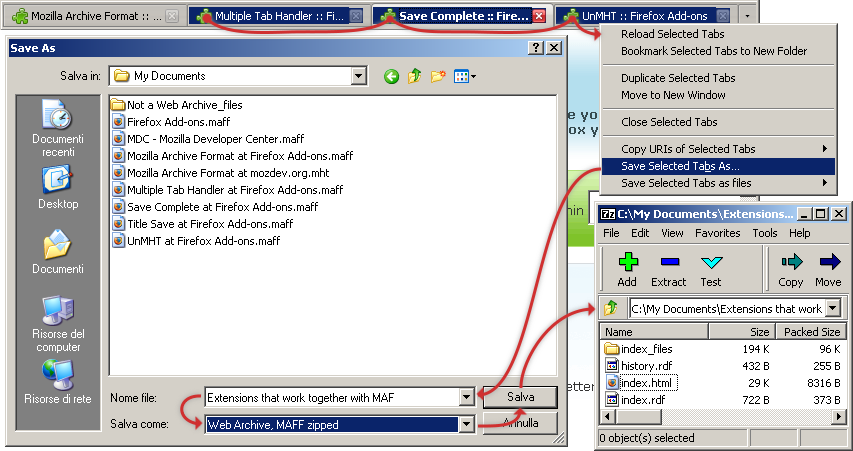 Mozilla Archive Format :: ...
Multiple Tab Handler :: Fi...
Save Complete :: Fire...
UnMHT :: Firefox Add-ons
Save As
Salva in:
My Documents
Documenti recenti
Desktop
Documenti
Risorse del computer
Risorse di rete
Not a Web Archive_files
Firefox Add-ons.maff
MDC - Mozilla Developer Center.maff
Mozilla Archive Format at Firefox Add-ons.maff
Mozilla Archive Format at mozdev.org.mht
Multiple Tab Handler at Firefox Add-ons.maff
Save Complete at Firefox Add-ons.maff
Title Save at Firefox Add-ons.maff
UnMHT at Firefox Add-ons.maff
Nome file:
Extensions that work together with MAF
Salva
Salva come:
Web Archive, MAFF zipped
Annulla
Reload Selected Tabs
Bookmark Selected Tabs to New Folder
Duplicate Selected Tabs
Move to New Window
Close Selected Tabs
Copy URIs of Selected Tabs
Save Selected Tabs As...
Save Selected Tabs as files
C:\My Documents\Extensions...
File Edit View Favorites Tools Help
Add Extract Test Copy Move
C:\My Documents\Extensions that work
Name Size Packed Size
index_files 194 K 96 K
history.rdf 432 B 255 B
index.html 29 K 8316 B
index.rdf 722 B 373 B
0 object(s) selected